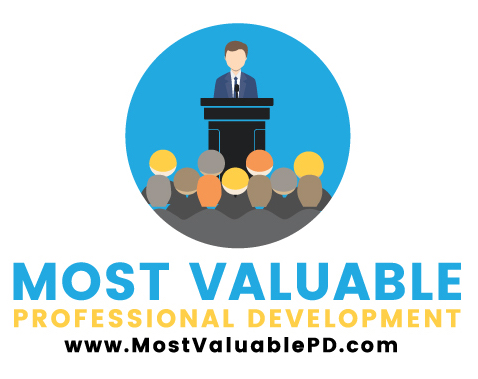 MOST VALUABLE
PROFESSIONAL DEVELOPMENT
www.MostValuablePD.com